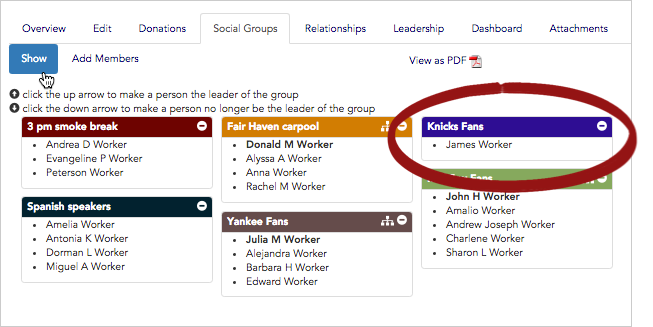 Overview Edit Donations Social Groups Relationships Leadership Dashboard Attachments
Show Add Members View as PDF
click the up arrow to make a person the leader of the group
click the down arrow to make a person no longer be the leader of the group
3 pm smoke break
Andrea D Worker
Evangeline P Worker
Peterson Worker
Spanish speakers
Amelia Worker
Antonia K Worker
Dorman L Worker
Miguel A Worker
Fair Haven carpool
Donald M Worker
Alyssa A Worker
Anna Worker
Rachel M Worker
Yankee Fans
Julia M Worker
Alejandra Worker
Barbara H Worker
Edward Worker
Knicks Fans
James Worker
John H Worker
Amalio Worker
Andrew Joseph Worker
Charlene Worker
Sharon L Worker